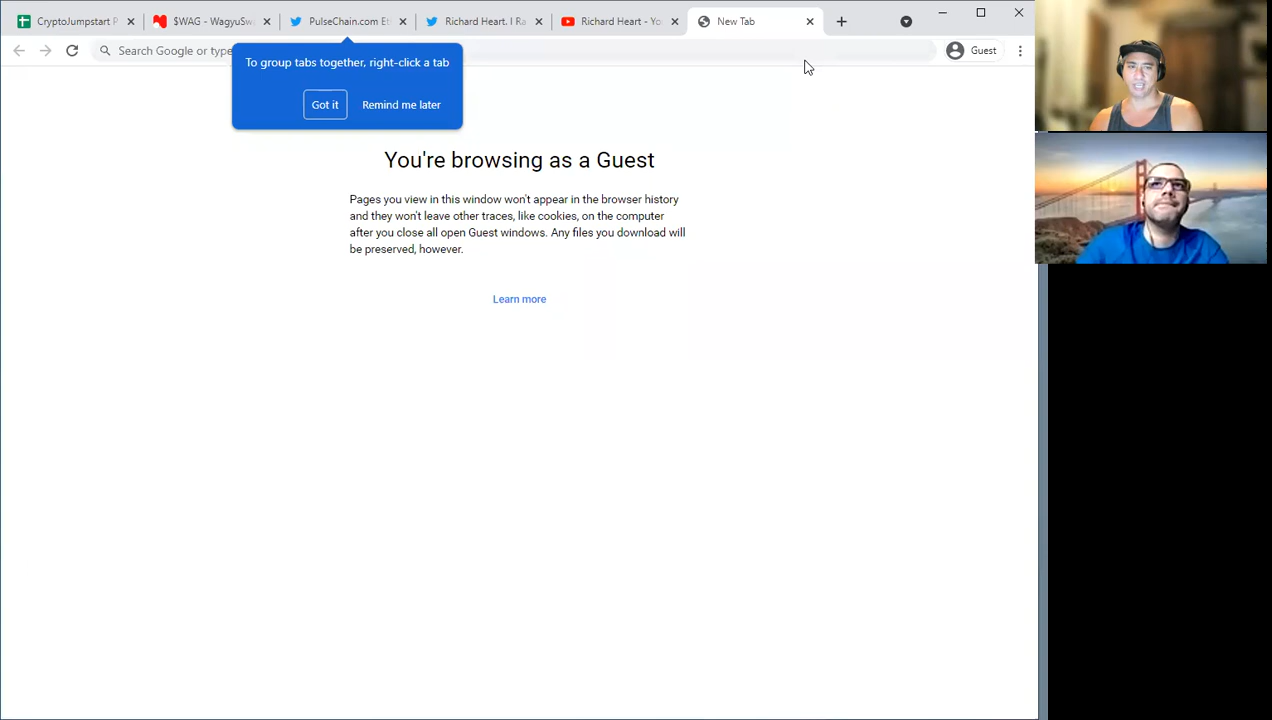 CryptoJumpstart P
$WAG - WagyuSw
PulseChain.com Et
Richard Heart. I Ra
Richard Heart - Yo
New Tab
Search Google or type
Guest
To group tabs together, right-click a tab
Got it
Remind me later
You're browsing as a Guest
Pages you view in this window won't appear in the browser history
and they won't leave other traces, like cookies, on the computer
after you close all open Guest windows. Any files you download will
be preserved, however.
Learn more